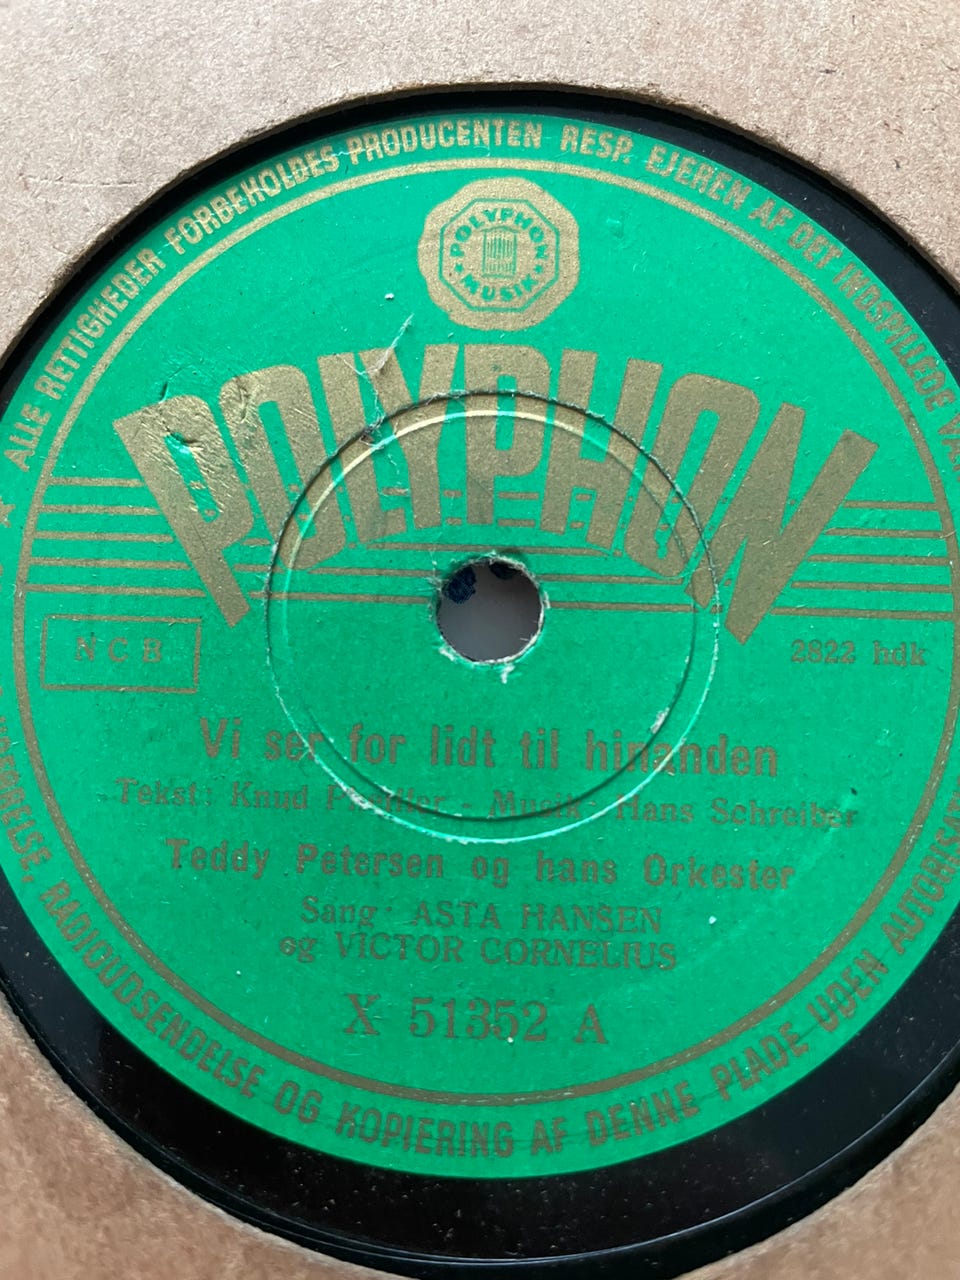 ALLE RETTIGHEDER FORBEHOLDES PRODUCENTEN RESP. EJEREN AF DET INDSPILLEDE
RADIOUDSENDELSE OG KOPIERING AF DENNE PLADE UDEN
POLYPHON
MUSIK
POLYPHON
NCB
2822 hdk
Vi ser for lidt til hinanden
Tekst: Knud - Musik: Hans Schreiber
Teddy Petersen og hans Orkester
Sang: ASTA HANSEN
og VICTOR CORNELIUS
X 51352 A